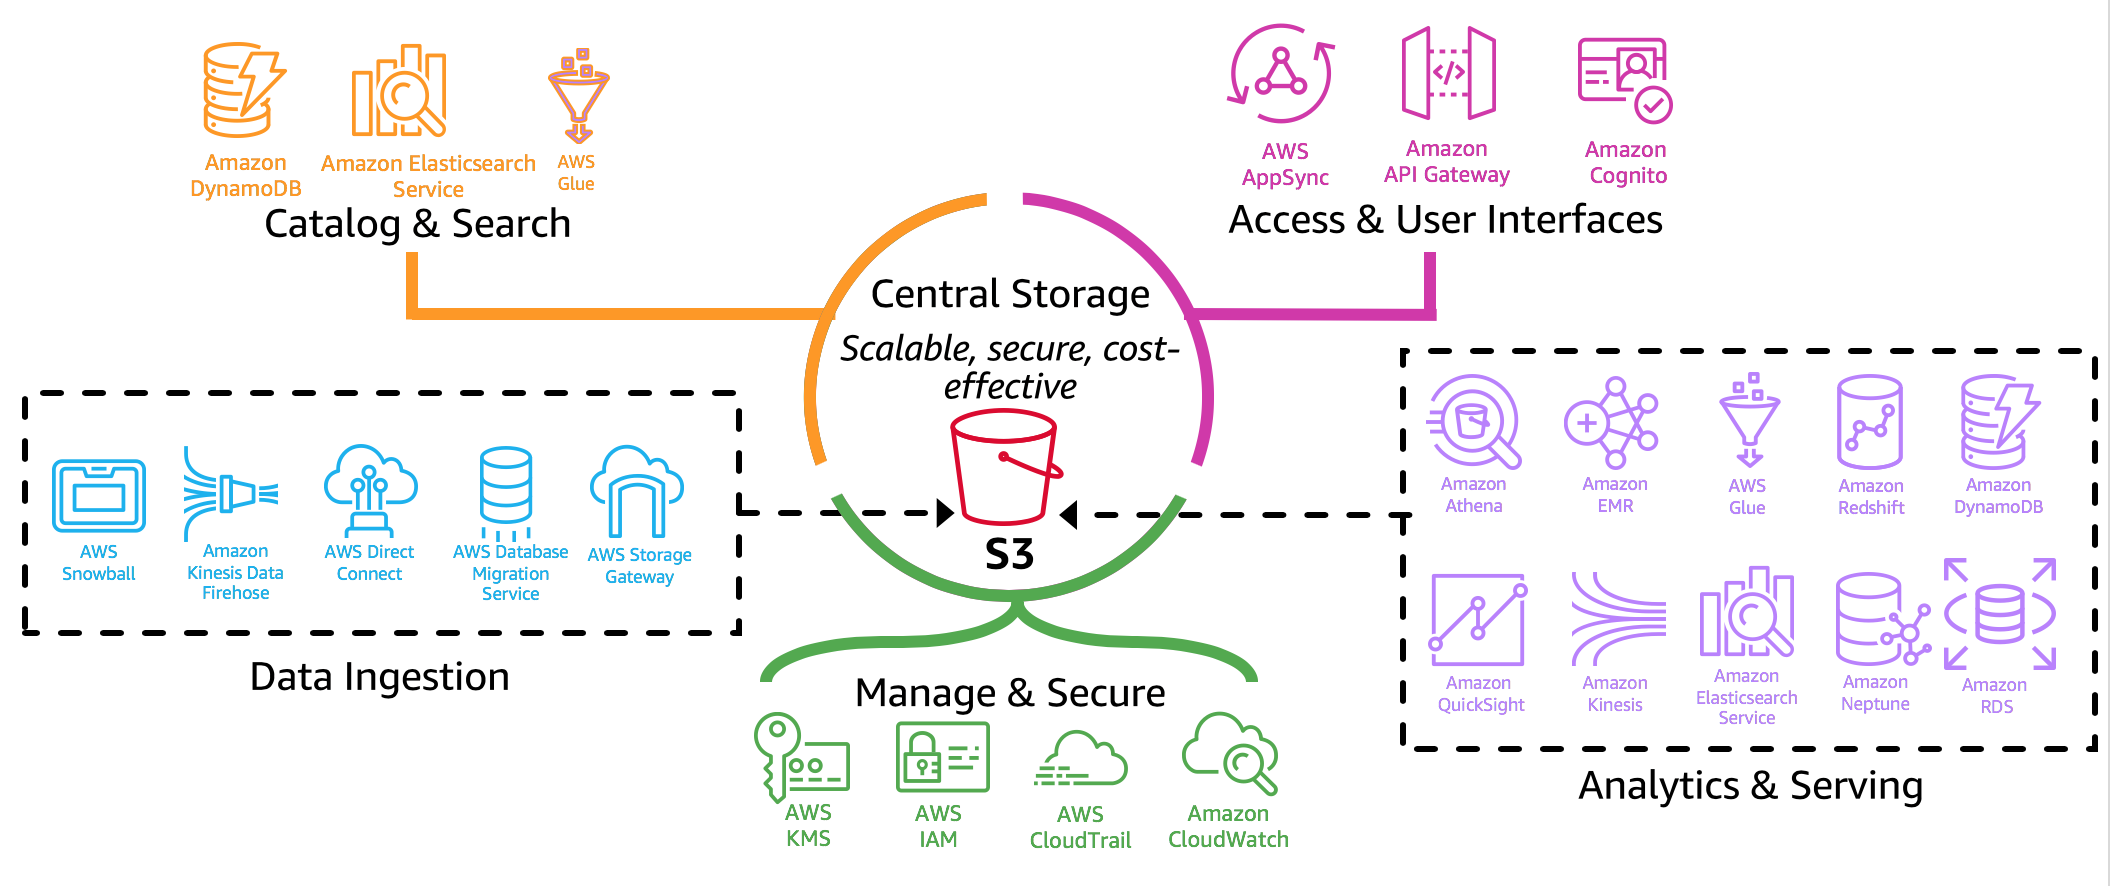 Amazon
DynamoDB
Amazon Elasticsearch
Service
AWS
Glue
Catalog & Search
AWS
AppSync
Amazon
API Gateway
Amazon
Cognito
Access & User Interfaces
Central Storage
Scalable, secure, cost-
effective
S3
AWS
Snowball
Amazon
Kinesis Data
Firehose
AWS Direct
Connect
AWS Database
Migration
Service
AWS Storage
Gateway
Data Ingestion
Amazon
Athena
Amazon
EMR
AWS
Glue
Amazon
Redshift
Amazon
DynamoDB
Amazon
QuickSight
Amazon
Kinesis
Amazon
Elasticsearch
Service
Amazon
Neptune
Amazon
RDS
Analytics & Serving
Manage & Secure
AWS
KMS
AWS
IAM
AWS
CloudTrail
Amazon
CloudWatch